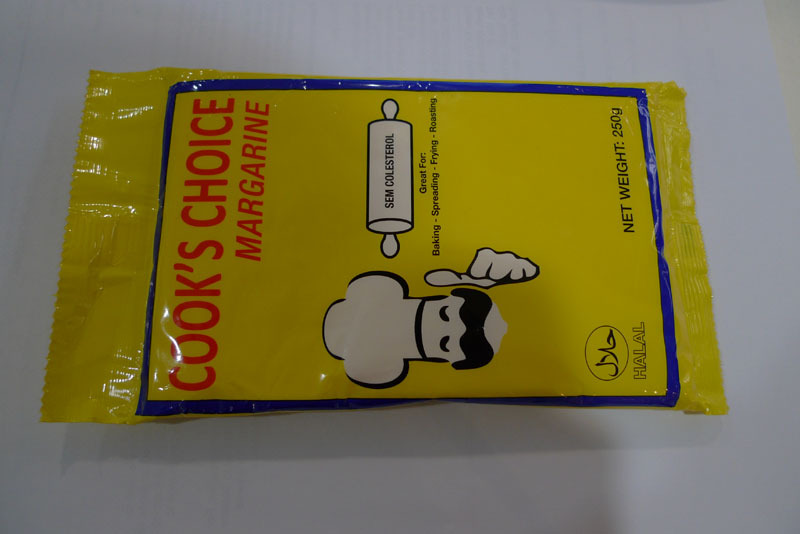 COOK'S CHOICE
MARGARINE
SEM COLESTEROL
Great For:
Baking - Spreading - Frying - Roasting
حلال
HALAL
NET WEIGHT: 250g